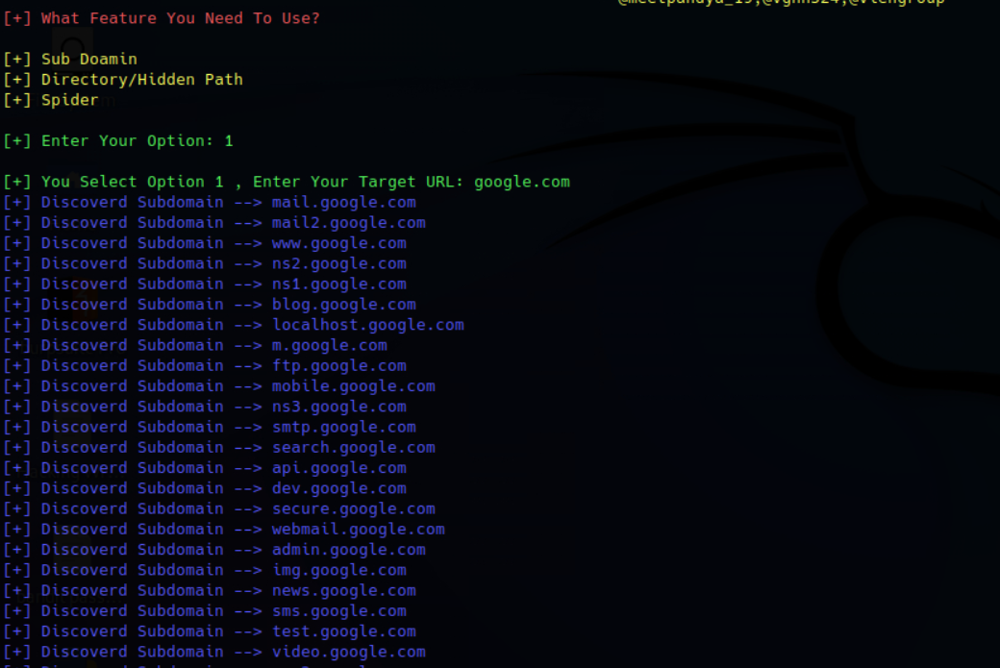 [+] What Feature You Need To Use?
[+] Sub Doamin
[+] Directory/Hidden Path
[+] Spider
[+] Enter Your Option: 1
[+] You Select Option 1 , Enter Your Target URL: google.com
[+] Discoverd Subdomain --> mail.google.com
[+] Discoverd Subdomain --> mail2.google.com
[+] Discoverd Subdomain --> www.google.com
[+] Discoverd Subdomain --> ns2.google.com
[+] Discoverd Subdomain --> ns1.google.com
[+] Discoverd Subdomain --> blog.google.com
[+] Discoverd Subdomain --> localhost.google.com
[+] Discoverd Subdomain --> m.google.com
[+] Discoverd Subdomain --> ftp.google.com
[+] Discoverd Subdomain --> mobile.google.com
[+] Discoverd Subdomain --> ns3.google.com
[+] Discoverd Subdomain --> smtp.google.com
[+] Discoverd Subdomain --> search.google.com
[+] Discoverd Subdomain --> api.google.com
[+] Discoverd Subdomain --> dev.google.com
[+] Discoverd Subdomain --> secure.google.com
[+] Discoverd Subdomain --> webmail.google.com
[+] Discoverd Subdomain --> admin.google.com
[+] Discoverd Subdomain --> img.google.com
[+] Discoverd Subdomain --> news.google.com
[+] Discoverd Subdomain --> sms.google.com
[+] Discoverd Subdomain --> test.google.com
[+] Discoverd Subdomain --> video.google.com